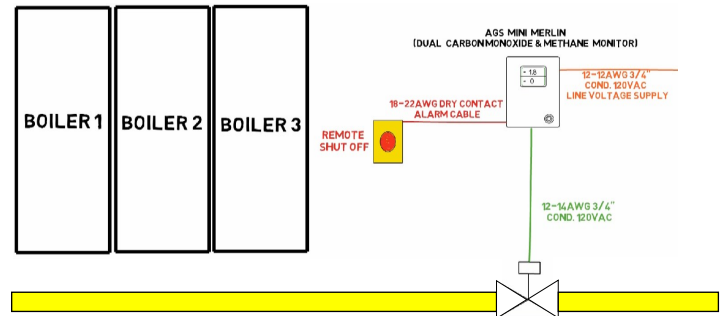 AGS MINI MERLIN
(DUAL CARBONMONOXIDE & METHANE MONITOR)
BOILER 1
BOILER 2
BOILER 3
- 1.8
- 0
12-12AWG 3/4"
COND. 120VAC
LINE VOLTAGE SUPPLY
18-22AWG DRY CONTACT
ALARM CABLE
REMOTE
SHUT OFF
12-14AWG 3/4"
COND. 120VAC